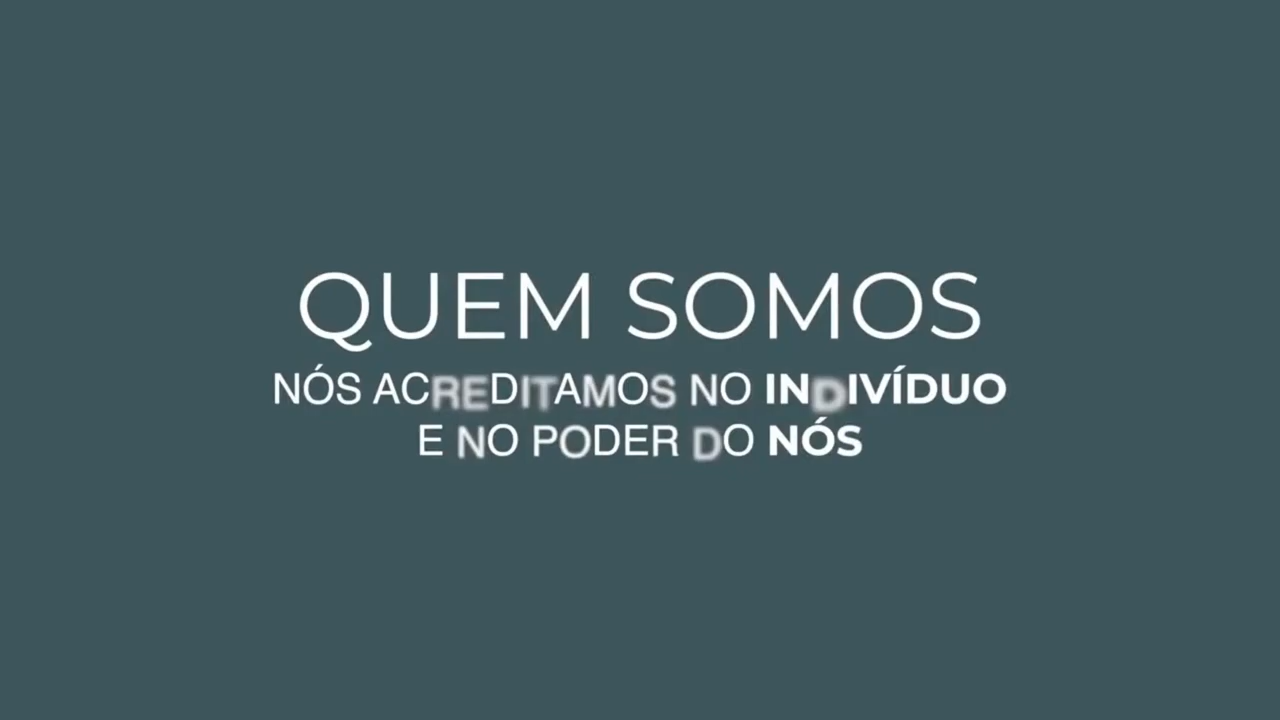 QUEM SOMOS
NÓS ACREDITAMOS NO INDIVÍDUO
E NO PODER DO NÓS